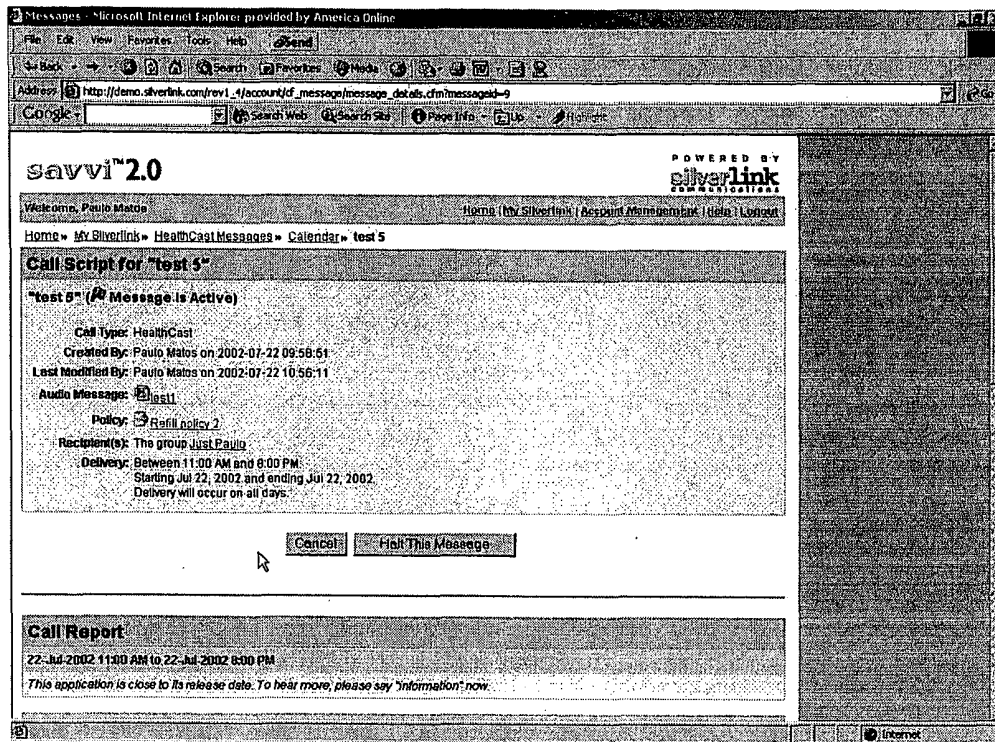 Messages - Microsoft Internet Explorer provided by America Online
File Edit View Favorites Tools Help Send
Back Search Favorites Media
Address http://demo.silverlink.com/rev1_4/account/cf_message/message_details.cfm?messageid=9 Go
Google Search Web Search Site Page Info Up Highlight
savvi™2.0
POWERED BY
silverlink
communications
Welcome, Paulo Matos
Home | My Silverlink | Account Management | Help | Logout
Home» My Silverlink» HealthCast Messages» Calendar» test 5
Call Script for "test 5"
"test 5" ( Message is Active)
Call Type: HealthCast
Created By: Paulo Matos on 2002-07-22 09:58:51
Last Modified By: Paulo Matos on 2002-07-22 10:56:11
Audio Message: test1
Policy: Refill policy 2
Recipient(s): The group Just Paulo
Delivery: Between 11:00 AM and 8:00 PM
Starting Jul 22, 2002 and ending Jul 22, 2002.
Delivery will occur on all days.
Cancel Halt This Message
Call Report
22-Jul-2002 11:00 AM to 22-Jul-2002 8:00 PM
This application is close to its release date. To hear more, please say "information" now.
Internet